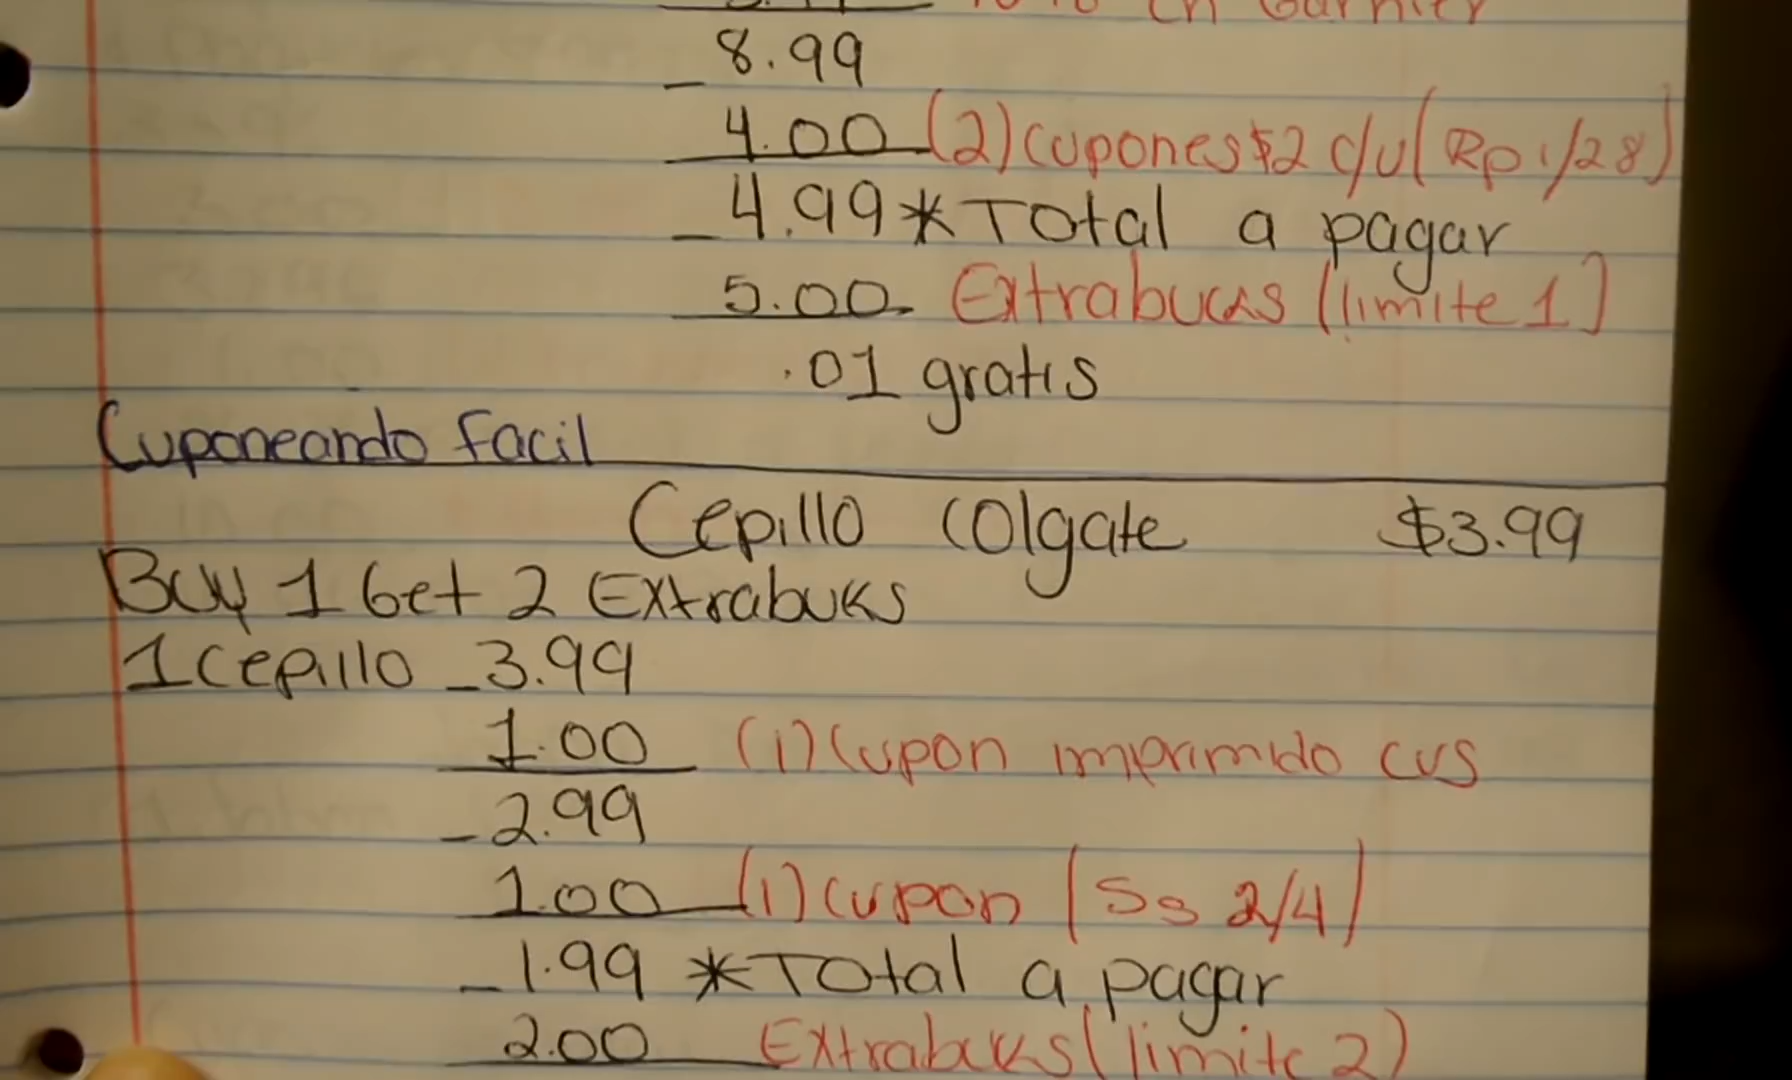 en Garnier
8.99
- 4.00 (2) cupones $2 c/u (Rp 1/28)
4.99 * Total a pagar
- 5.00 Extrabucks (limite 1)
.01 gratis
Cuponeando Facil
Cepillo Colgate $3.99
Buy 1 Get 2 Extrabuks
1 Cepillo - 3.99
1.00 (1) Cupon imprimido CVS
- 2.99
1.00 (1) Cupon (Ss 2/4)
- 1.99 * Total a pagar
2.00 Extrabucks (limite 2)